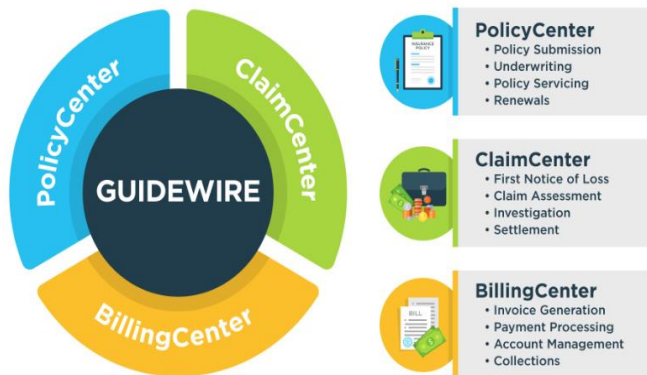 PolicyCenter
ClaimCenter
GUIDEWIRE
BillingCenter
INSURANCE
POLICY
PolicyCenter
• Policy Submission
• Underwriting
• Policy Servicing
• Renewals
ClaimCenter
• First Notice of Loss
• Claim Assessment
• Investigation
• Settlement
BILL
BillingCenter
• Invoice Generation
• Payment Processing
• Account Management
• Collections